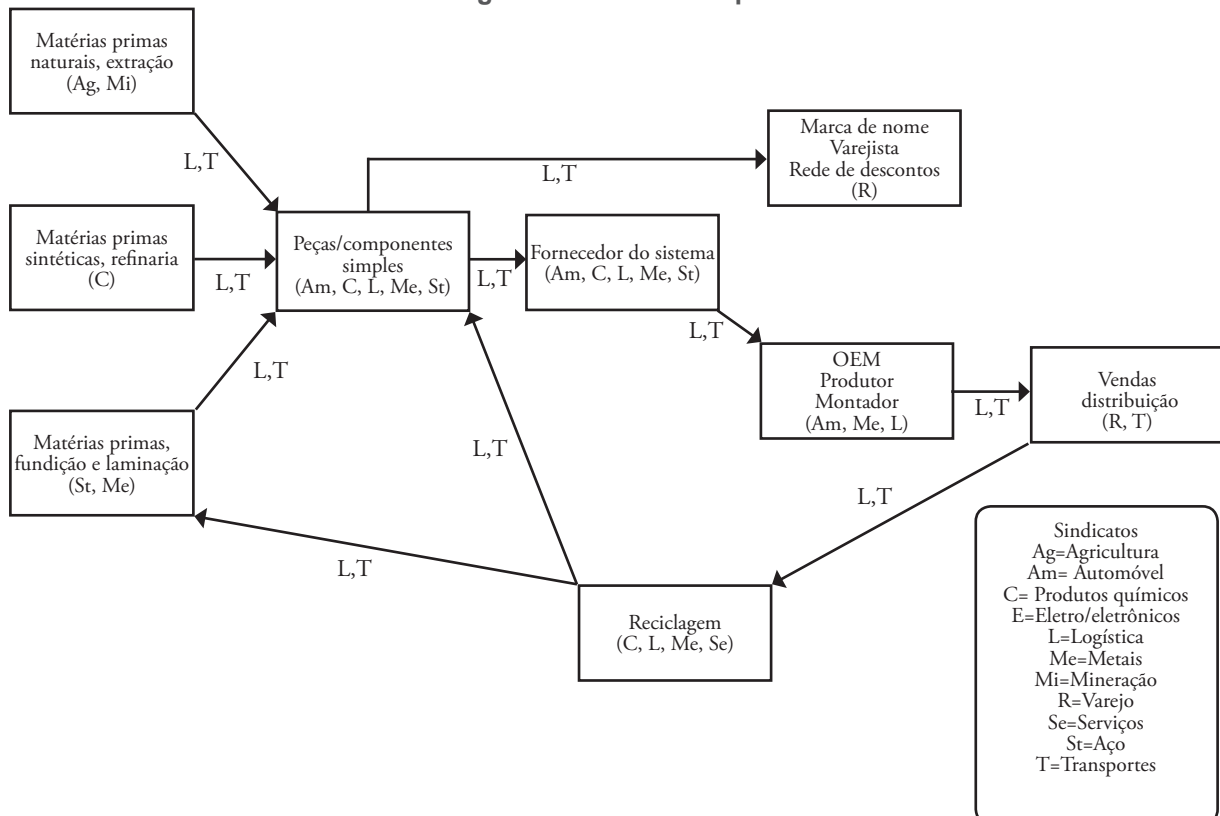 Matérias primas
naturais, extração
(Ag, Mi)
L,T
Marca de nome
Varejista
Rede de descontos
(R)
L,T
Matérias primas
sintéticas, refinaria
(C)
L,T
Peças/componentes
simples
(Am, C, L, Me, St)
L,T
Fornecedor do sistema
(Am, C, L, Me, St)
L,T
OEM
Produtor
Montador
(Am, Me, L)
L,T
Vendas
distribuição
(R, T)
L,T
Matérias primas,
fundição e laminação
(St, Me)
L,T
L,T
L,T
Reciclagem
(C, L, Me, Se)
Sindicatos
Ag=Agricultura
Am= Automóvel
C= Produtos químicos
E=Eletro/eletrônicos
L=Logística
Me=Metais
Mi=Mineração
R=Varejo
Se=Serviços
St=Aço
T=Transportes